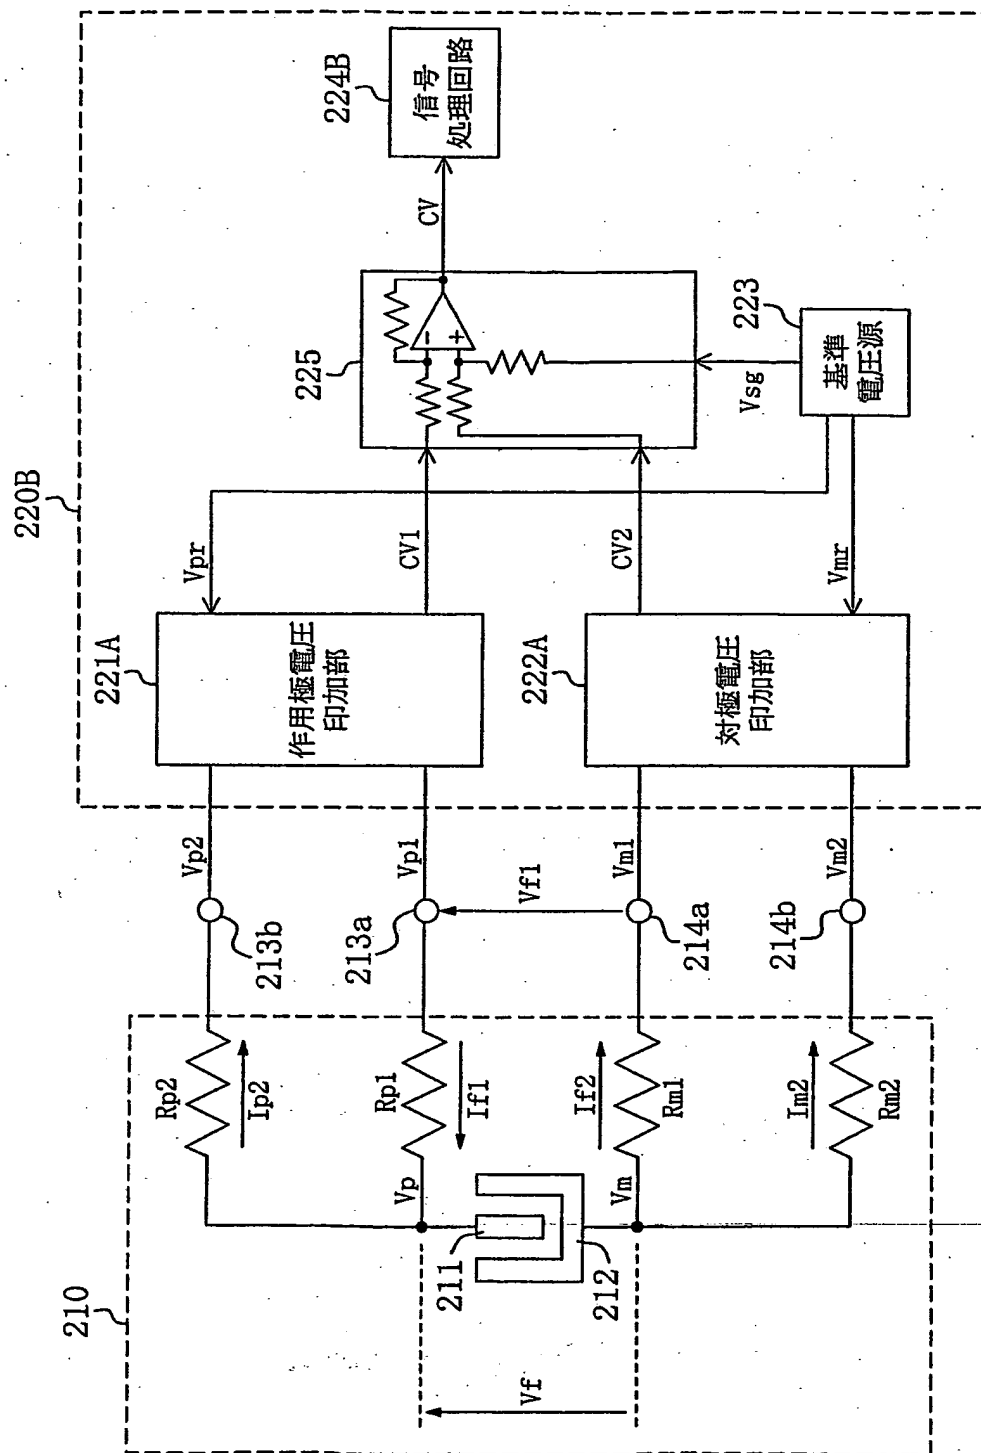 210
Vf
211
212
Vp
Vm
Rp2
Ip2
Rp1
If1
If2
Rm1
Im2
Rm2
213b
213a
214a
214b
Vf1
Vp2
Vp1
Vm1
Vm2
220B
221A
作用極電圧
印加部
222A
対極電圧
印加部
Vpr
CV1
CV2
Vmr
225
-
+
Vsg
223
基準
電圧源
CV
224B
信号
処理回路